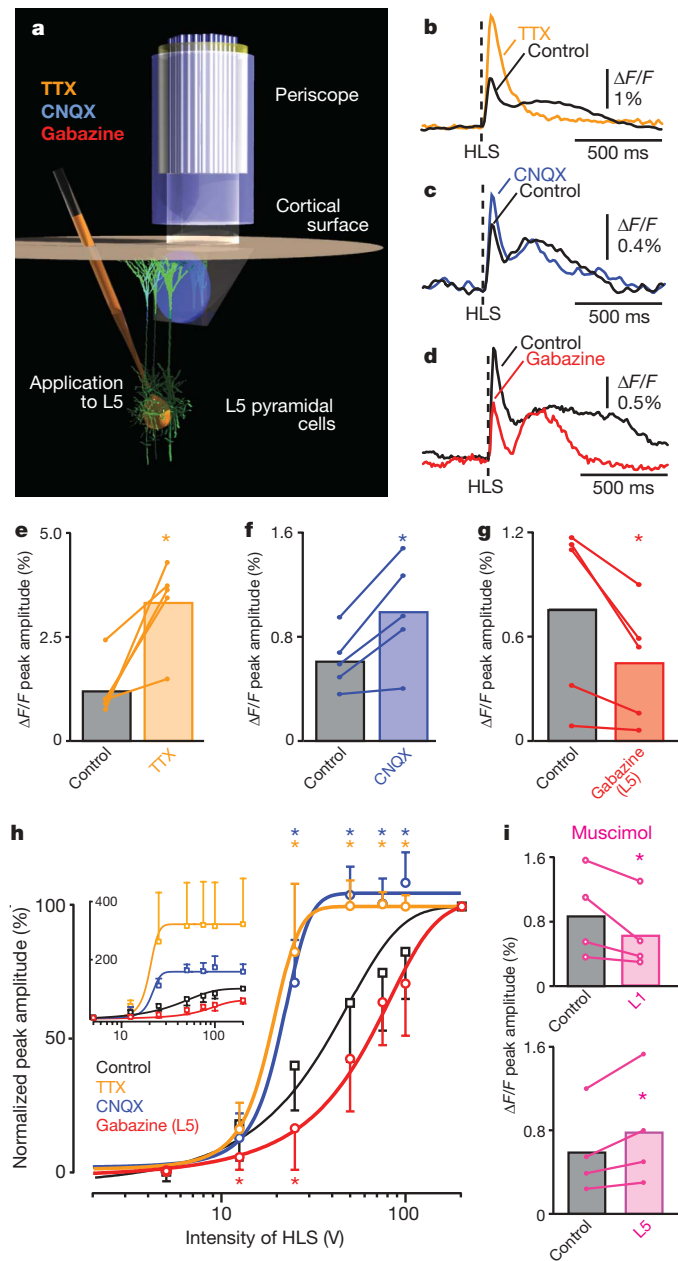 a
TTX
CNQX
Gabazine
Periscope
Cortical
surface
Application
to L5
L5 pyramidal
cells
b
TTX
Control
ΔF/F
1%
HLS
500 ms
c
CNQX
Control
ΔF/F
0.4%
HLS
500 ms
d
Control
Gabazine
ΔF/F
0.5%
HLS
500 ms
e
ΔF/F peak amplitude (%)
5.0
2.5
0
*
Control
TTX
f
ΔF/F peak amplitude (%)
1.6
0.8
0
*
Control
CNQX
g
ΔF/F peak amplitude (%)
1.2
0.6
0
*
Control
Gabazine
(L5)
h
Normalized peak amplitude (%)
100
50
0
400
200
10
100
* * * *
* * * *
Control
TTX
CNQX
Gabazine (L5)
* *
10
100
Intensity of HLS (V)
i
Muscimol
ΔF/F peak amplitude (%)
1.6
0.8
0
*
Control
L1
1.6
0.8
0
*
Control
L5